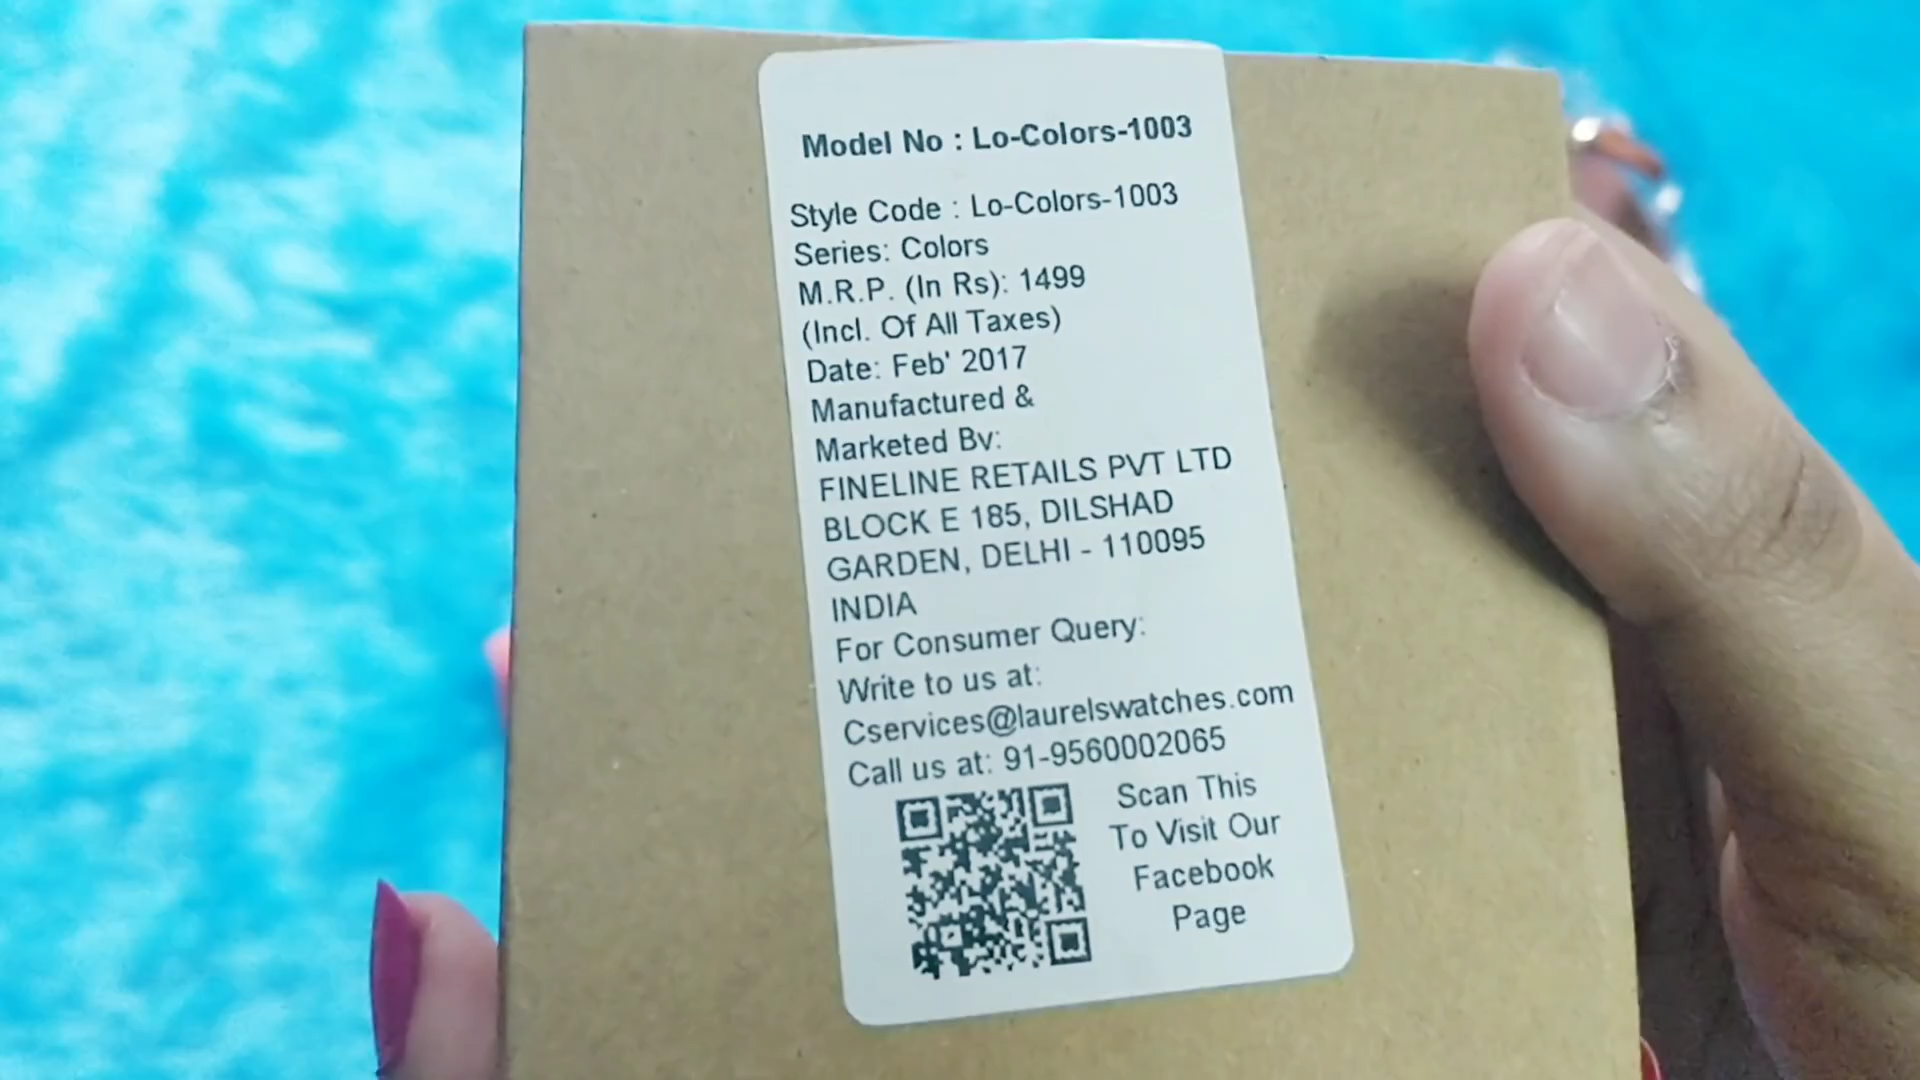 Model No : Lo-Colors-1003
Style Code : Lo-Colors-1003
Series: Colors
M.R.P. (In Rs): 1499
(Incl. Of All Taxes)
Date: Feb' 2017
Manufactured &
Marketed By:
FINELINE RETAILS PVT LTD
BLOCK E 185, DILSHAD
GARDEN, DELHI - 110095
INDIA
For Consumer Query:
Write to us at:
Cservices@laurelswatches.com
Call us at: 91-9560002065
Scan This
To Visit Our
Facebook
Page